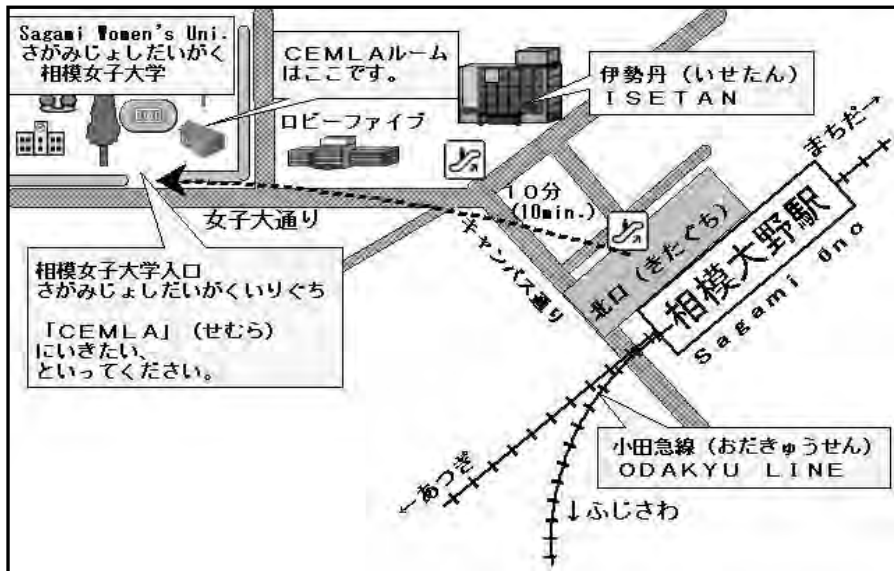 Sagami Women's Uni.
さがみじょしだいがく
相模女子大学
CEMLAルーム
はここです。
伊勢丹（いせたん）
ISETAN
ロビーファイブ
まちだ→
10分
(10min.)
女子大通り
キャンパス通り
北口（きたぐち）
相模大野駅
Sagami Ono
相模女子大学入口
さがみじょしだいがくいりぐち
「CEMLA」（せむら）
にいきたい、
といってください。
小田急線（おだきゅうせん）
ODAKYU LINE
←あつぎ
↓ふじさわ